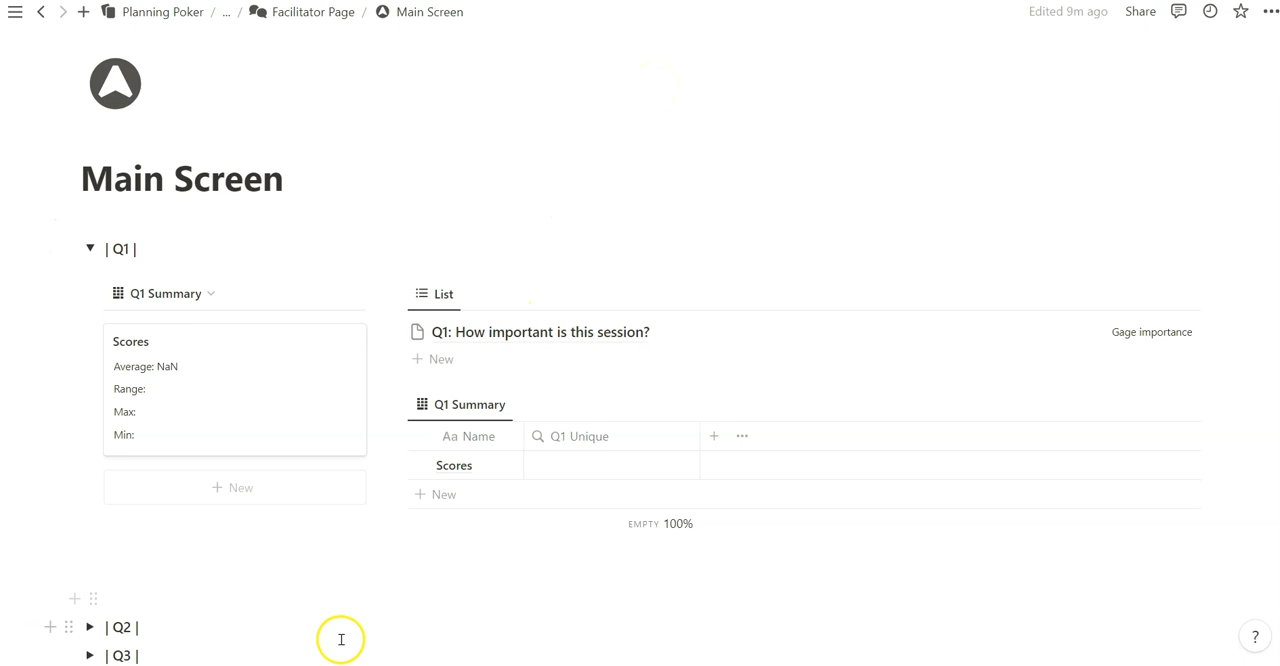 Planning Poker / ... / Facilitator Page / Main Screen
Edited 9m ago Share
Main Screen
| Q1 |
Q1 Summary
Scores
Average: NaN
Range:
Max:
Min:
+ New
List
Q1: How important is this session? Gage importance
+ New
Q1 Summary
Aa Name Q1 Unique + ...
Scores
+ New
EMPTY 100%
| Q2 |
| Q3 |
?